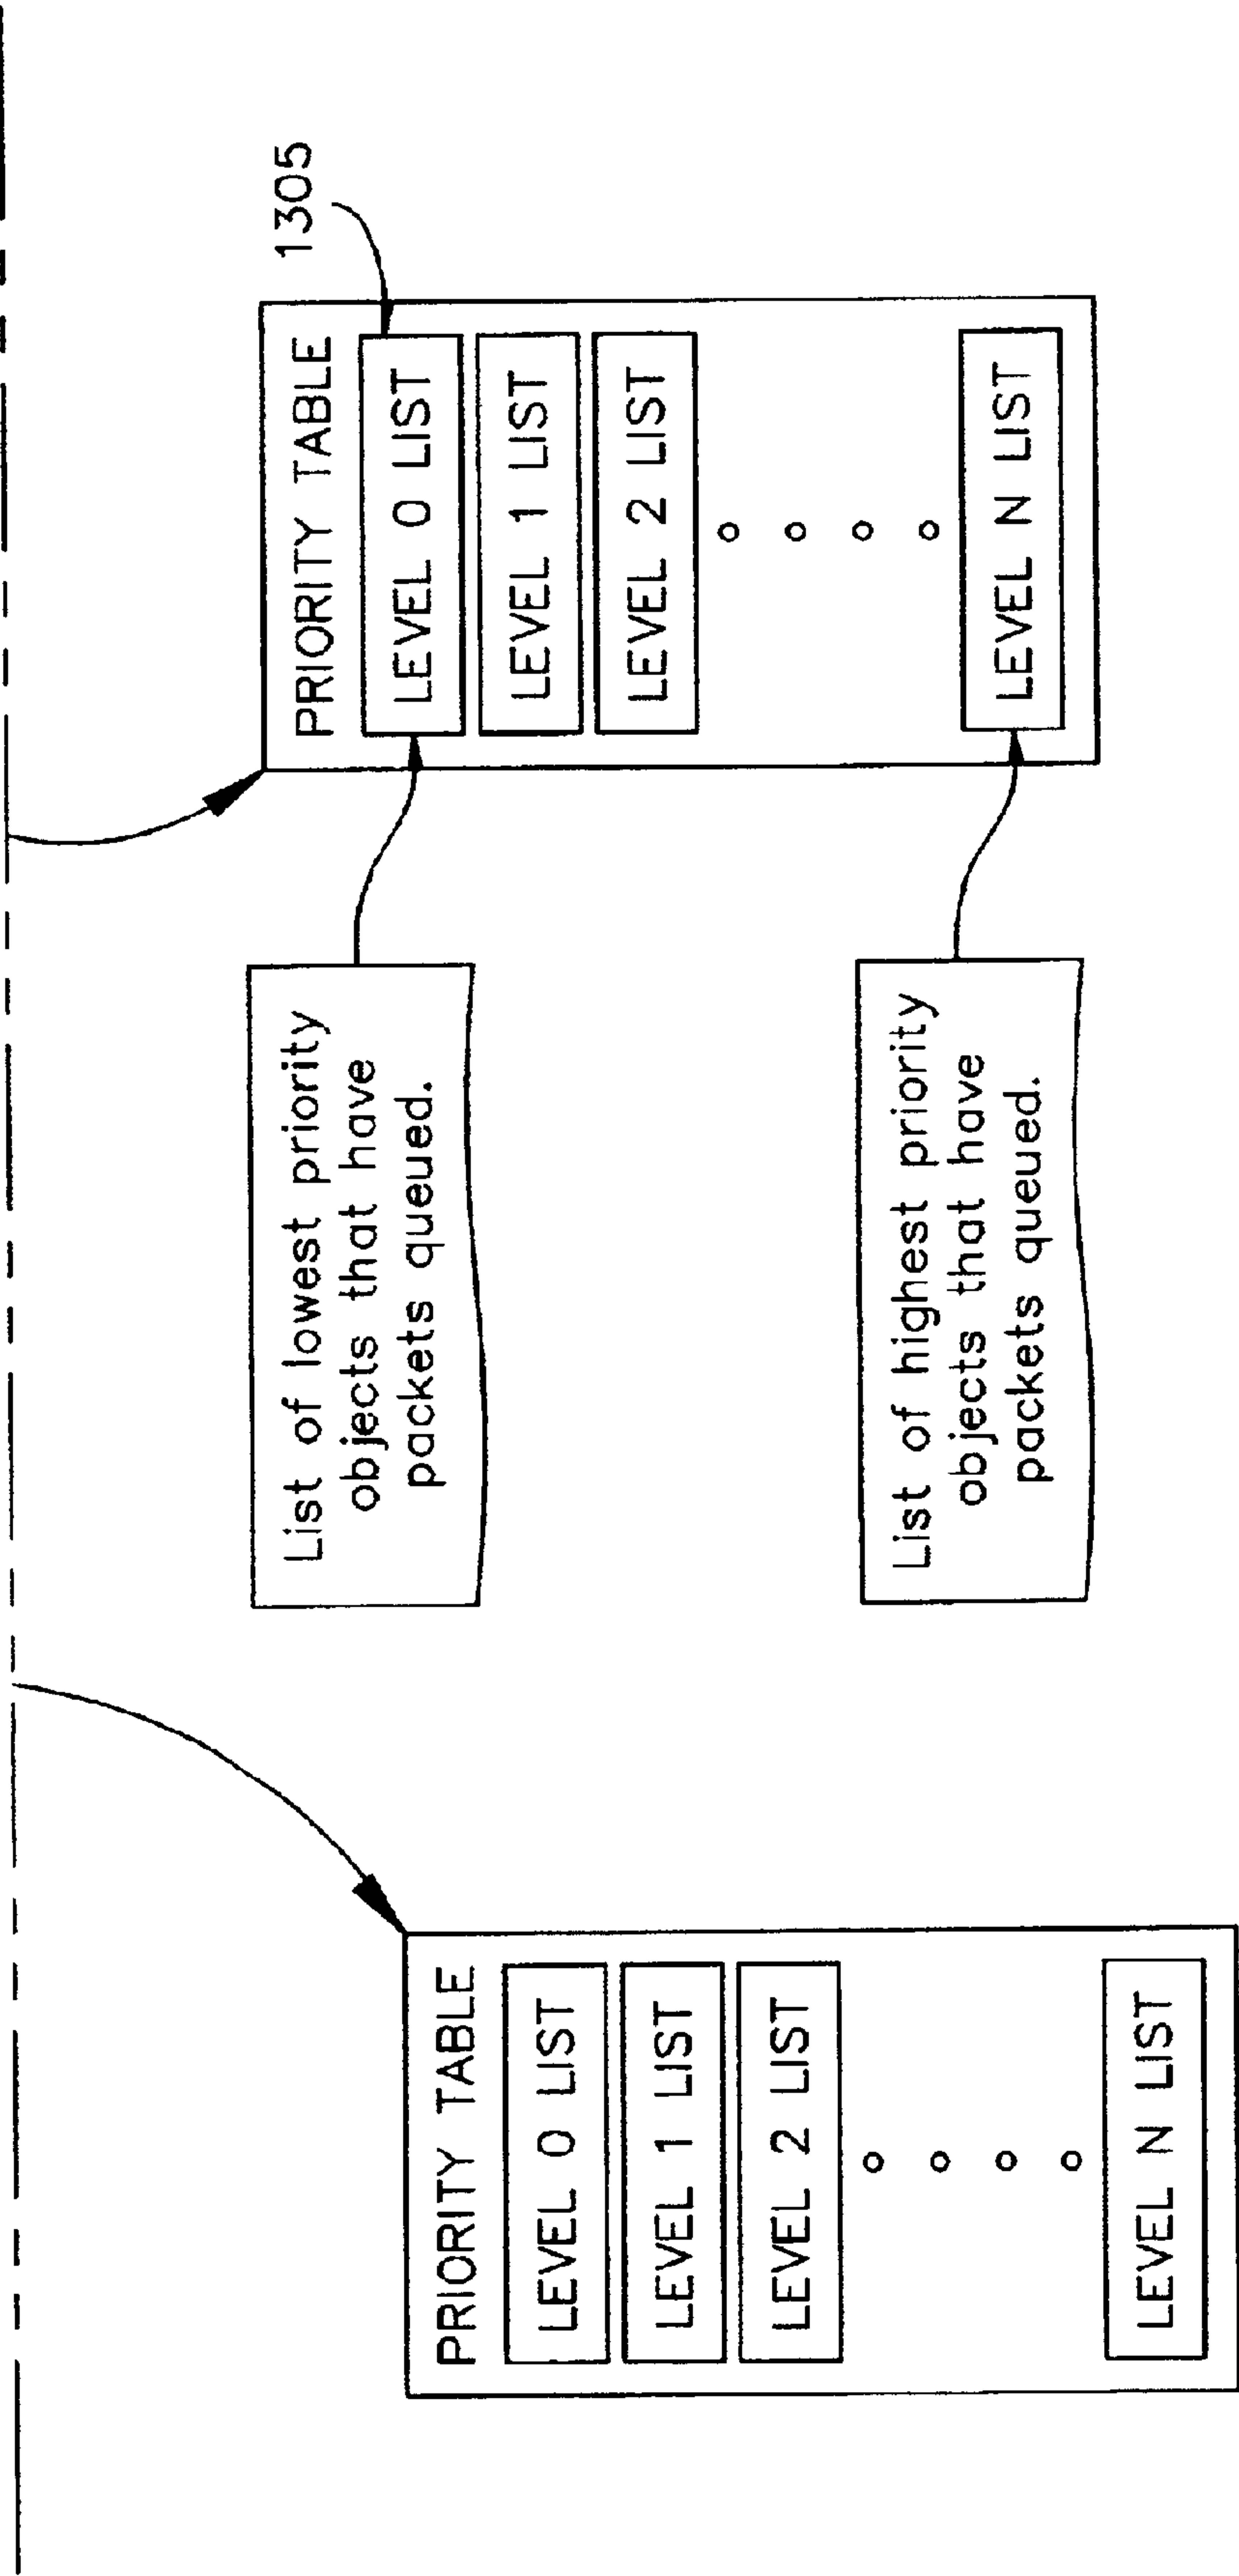 PRIORITY TABLE
LEVEL 0 LIST
LEVEL 1 LIST
LEVEL 2 LIST
LEVEL N LIST
List of lowest priority
objects that have
packets queued.
List of highest priority
objects that have
packets queued.
1305
PRIORITY TABLE
LEVEL 0 LIST
LEVEL 1 LIST
LEVEL 2 LIST
LEVEL N LIST